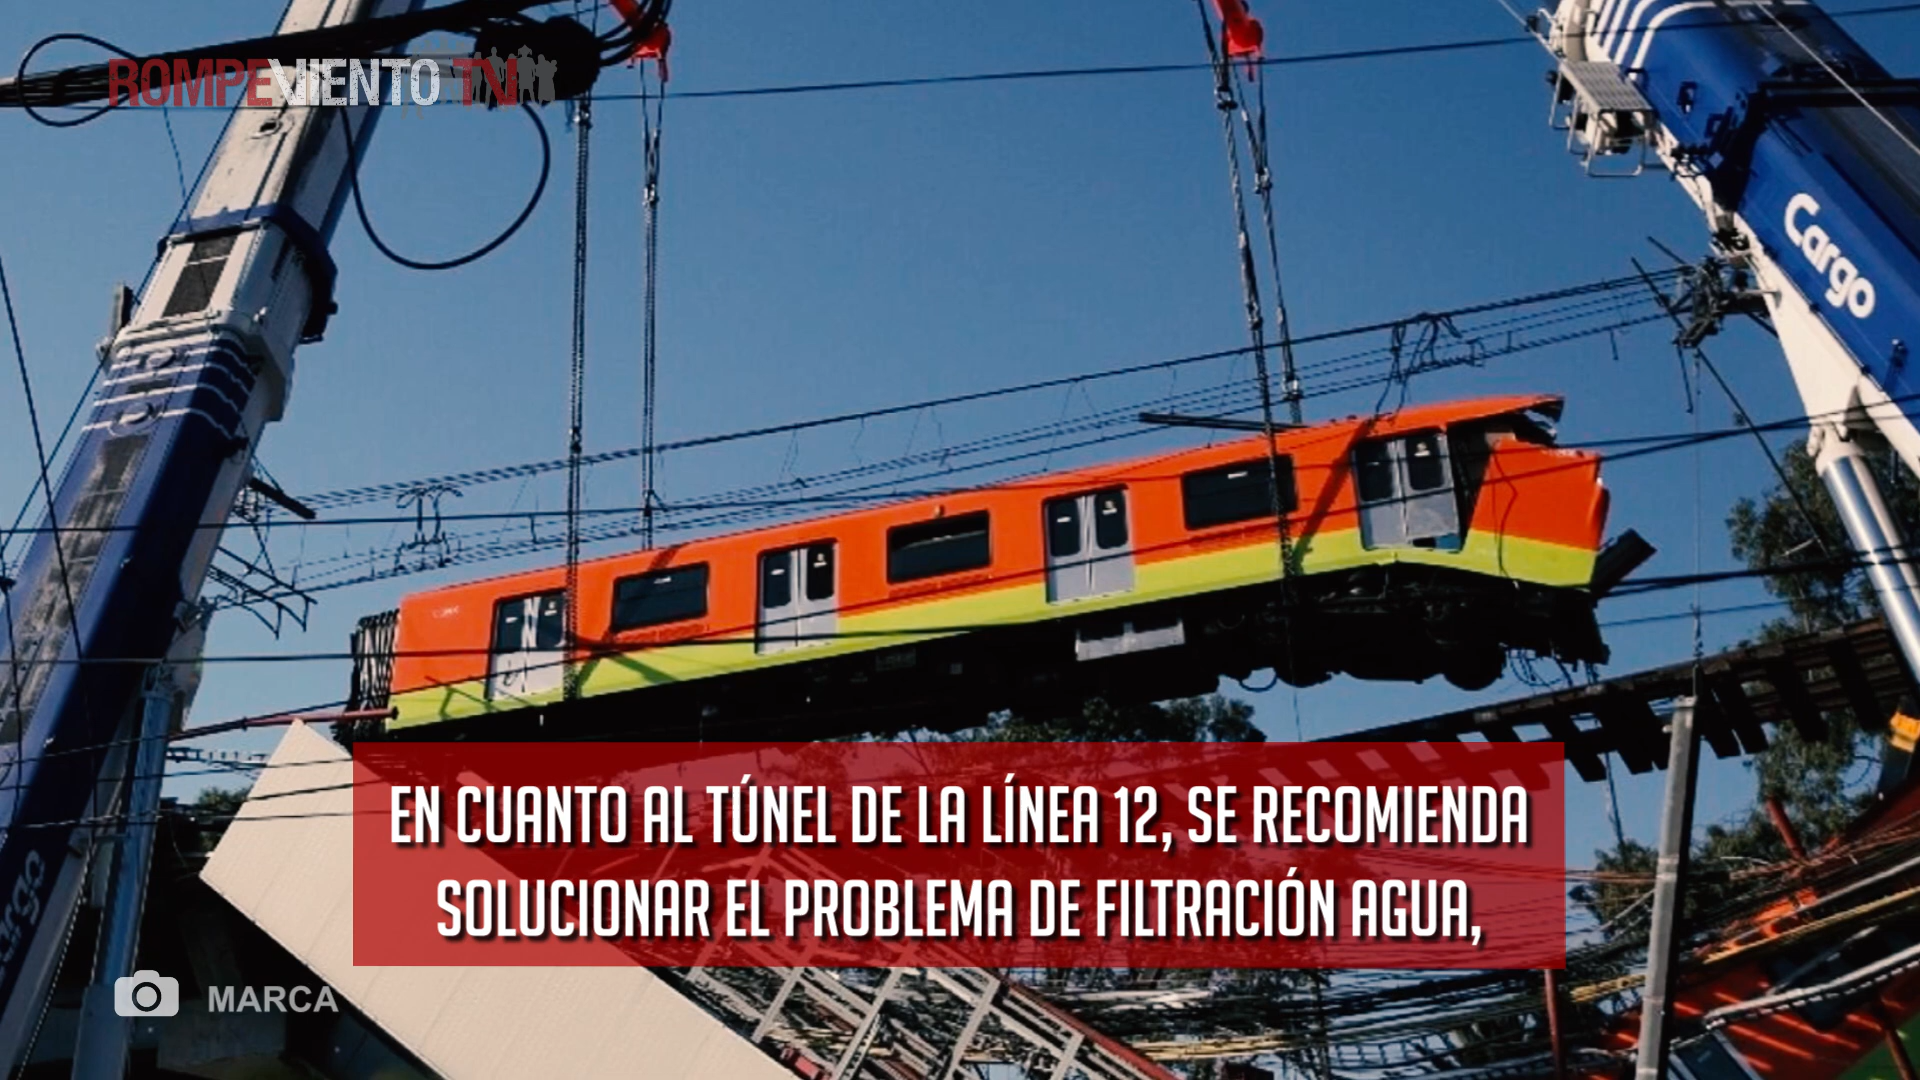 ROMPEVIENTO TV
Cargo
EN CUANTO AL TÚNEL DE LA LÍNEA 12, SE RECOMIENDA
SOLUCIONAR EL PROBLEMA DE FILTRACIÓN AGUA,
argo
MARCA